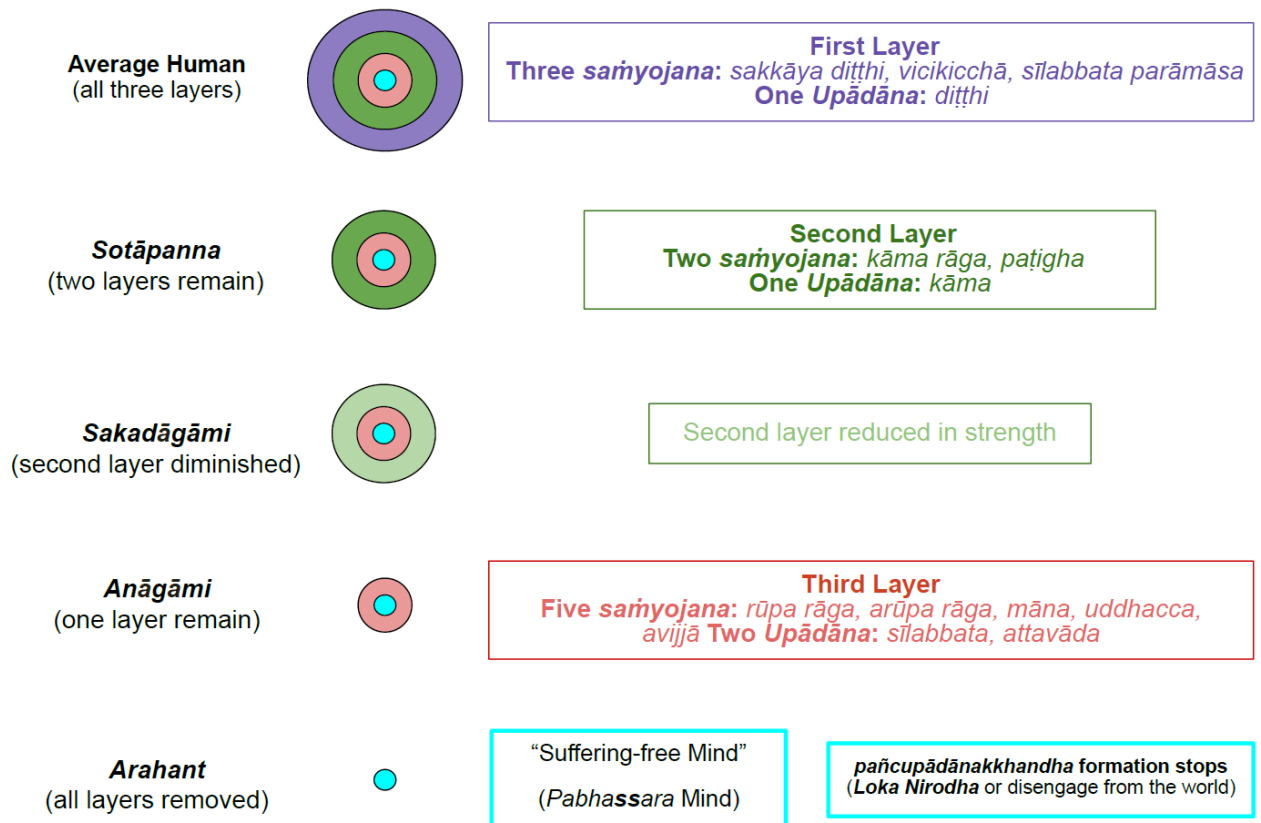 Average Human
(all three layers)
First Layer
Three saṁyojana: sakkāya diṭṭhi, vicikicchā, sīlabbata parāmāsa
One Upādāna: diṭṭhi
Sotāpanna
(two layers remain)
Second Layer
Two saṁyojana: kāma rāga, paṭigha
One Upādāna: kāma
Sakadāgāmi
(second layer diminished)
Second layer reduced in strength
Anāgāmi
(one layer remain)
Third Layer
Five saṁyojana: rūpa rāga, arūpa rāga, māna, uddhacca,
avijjā Two Upādāna: sīlabbata, attavāda
Arahant
(all layers removed)
“Suffering-free Mind”
(Pabhassara Mind)
pañcupādānakkhandha formation stops
(Loka Nirodha or disengage from the world)